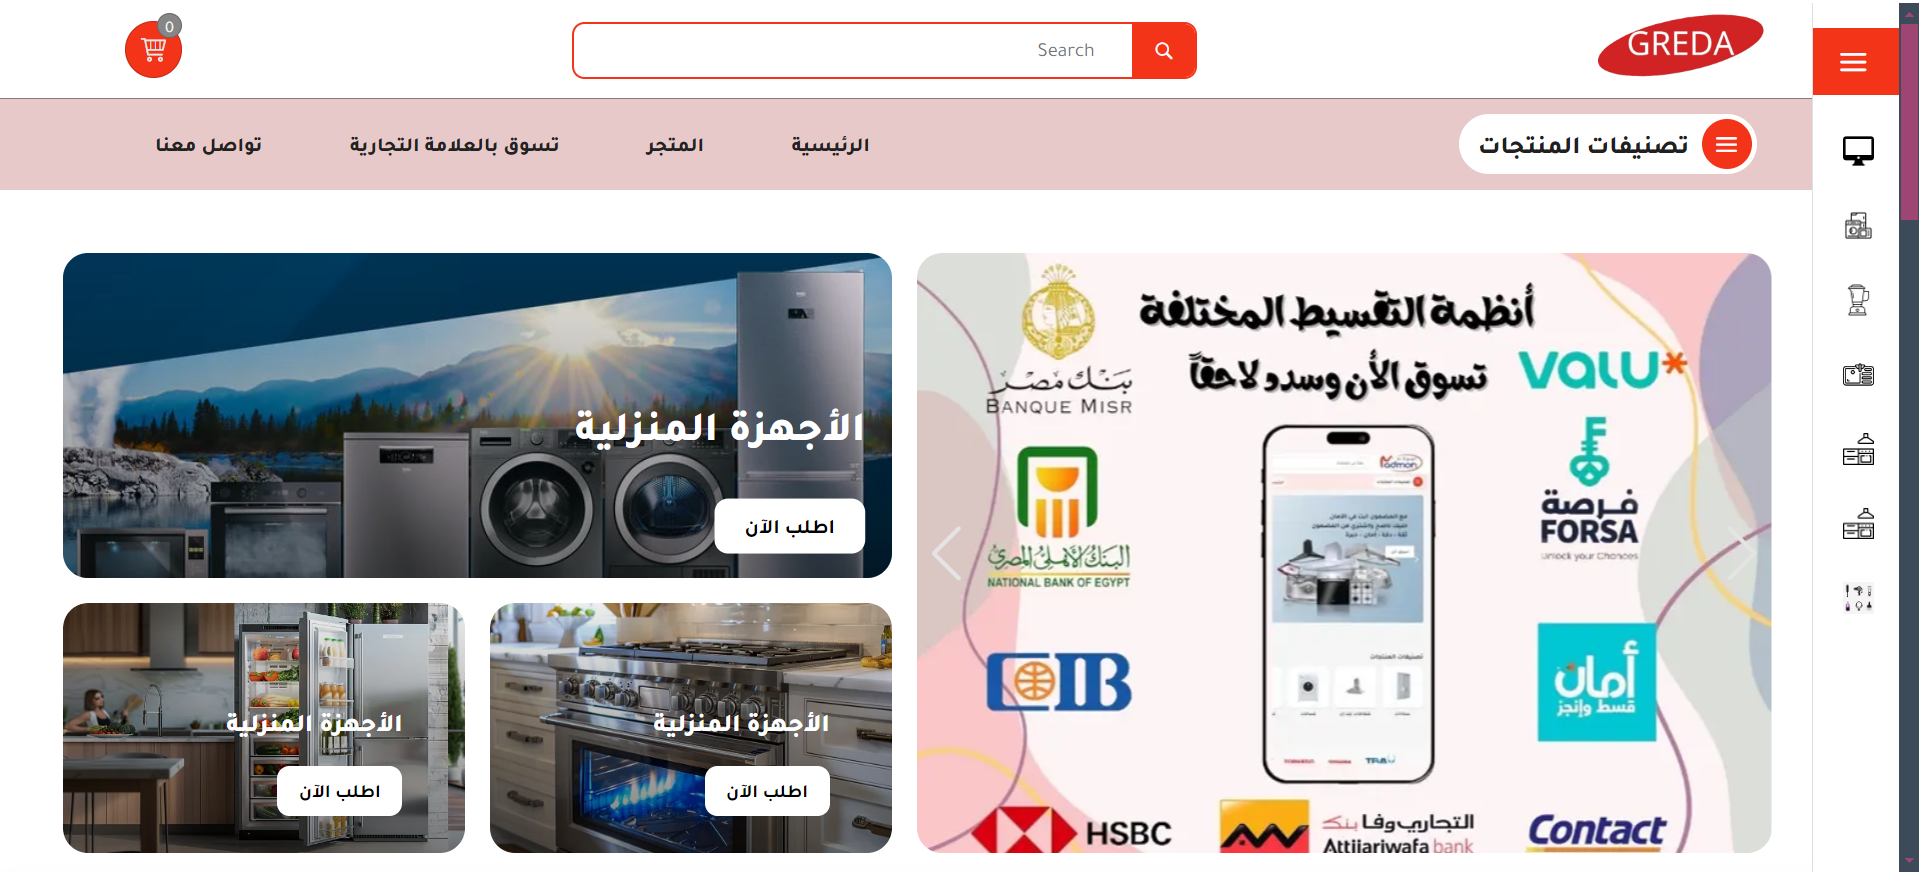 GREDA
Search
0
تصنيفات المنتجات
الرئيسية
المتجر
تسوق بالعلامة التجارية
تواصل معنا
أنظمة التقسيط المختلفة
تسوق الأن وسدد لاحقاً
بنك مصر
BANQUE MISR
valu*
البنك الأهلي المصري
NATIONAL BANK OF EGYPT
فرصة
FORSA
Unlock your Chances
CIB
أمان
قسط وإنجز
HSBC
التجاري وفا بنك
Attijariwafa bank
Contact
الأجهزة المنزلية
اطلب الآن
الأجهزة المنزلية
اطلب الآن
الأجهزة المنزلية
اطلب الآن